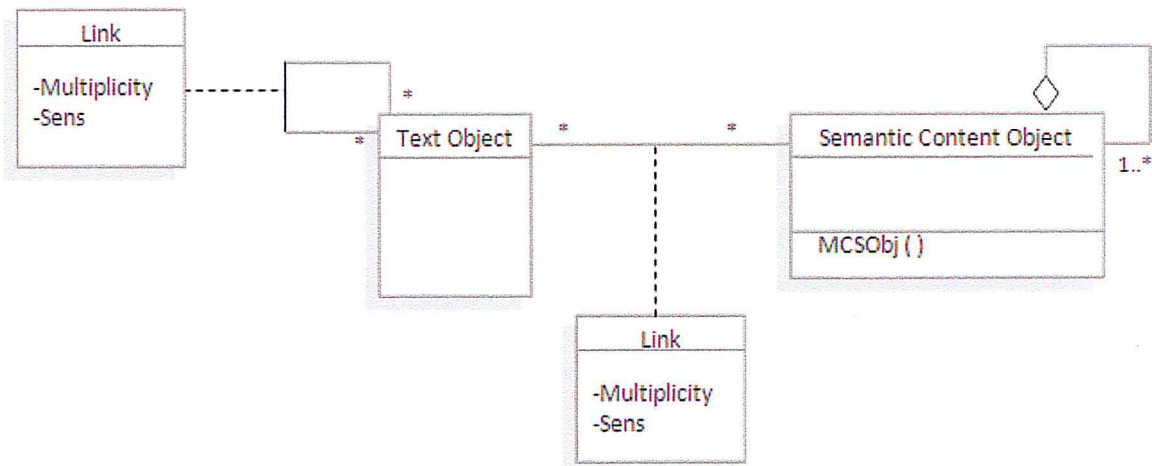 Link
-Multiplicity
-Sens
*
*
Text Object
*
*
Semantic Content Object
1..*
MCSObj ( )
Link
-Multiplicity
-Sens